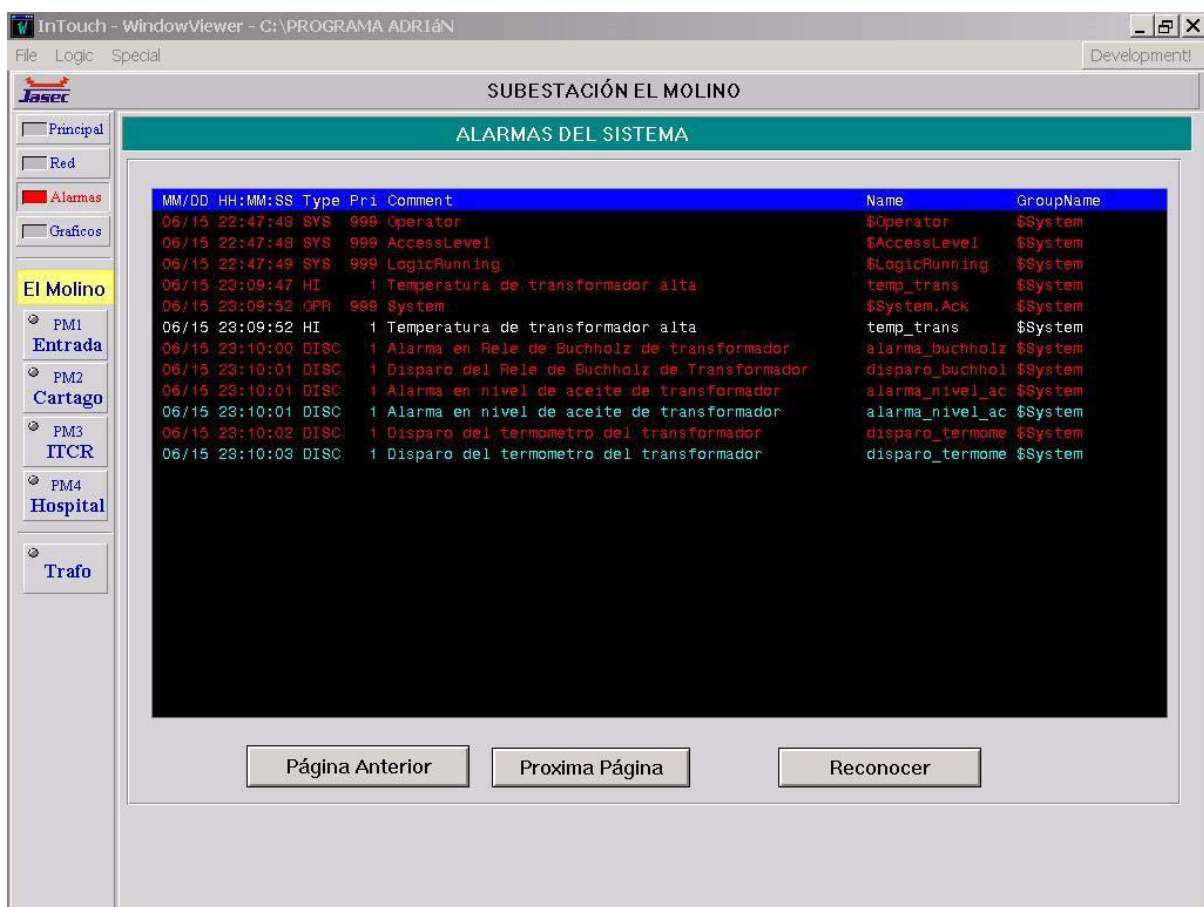 InTouch - WindowViewer - C:\PROGRAMA ADRIáN
File Logic Special Development!
Jasec SUBESTACIÓN EL MOLINO
Principal
Red
Alarmas
Graficos
El Molino
PM1
Entrada
PM2
Cartago
PM3
ITCR
PM4
Hospital
Trafo
ALARMAS DEL SISTEMA
MM/DD HH:MM:SS Type Pri Comment Name GroupName
06/15 22:47:48 SYS 999 Operator $Operator $System
06/15 22:47:48 SYS 999 AccessLevel $AccessLevel $System
06/15 22:47:49 SYS 999 LogicRunning $LogicRunning $System
06/15 23:09:47 HI 1 Temperatura de transformador alta temp_trans $System
06/15 23:09:52 OPR 999 System $System.Ack $System
06/15 23:09:52 HI 1 Temperatura de transformador alta temp_trans $System
06/15 23:10:00 DISC 1 Alarma en Rele de Buchholz de transformador alarma_buchholz $System
06/15 23:10:01 DISC 1 Disparo del Rele de Buchholz de Transformador disparo_buchhol $System
06/15 23:10:01 DISC 1 Alarma en nivel de aceite de transformador alarma_nivel_ac $System
06/15 23:10:01 DISC 1 Alarma en nivel de aceite de transformador alarma_nivel_ac $System
06/15 23:10:02 DISC 1 Disparo del termometro del transformador disparo_termome $System
06/15 23:10:03 DISC 1 Disparo del termometro del transformador disparo_termome $System
Página Anterior Proxima Página Reconocer